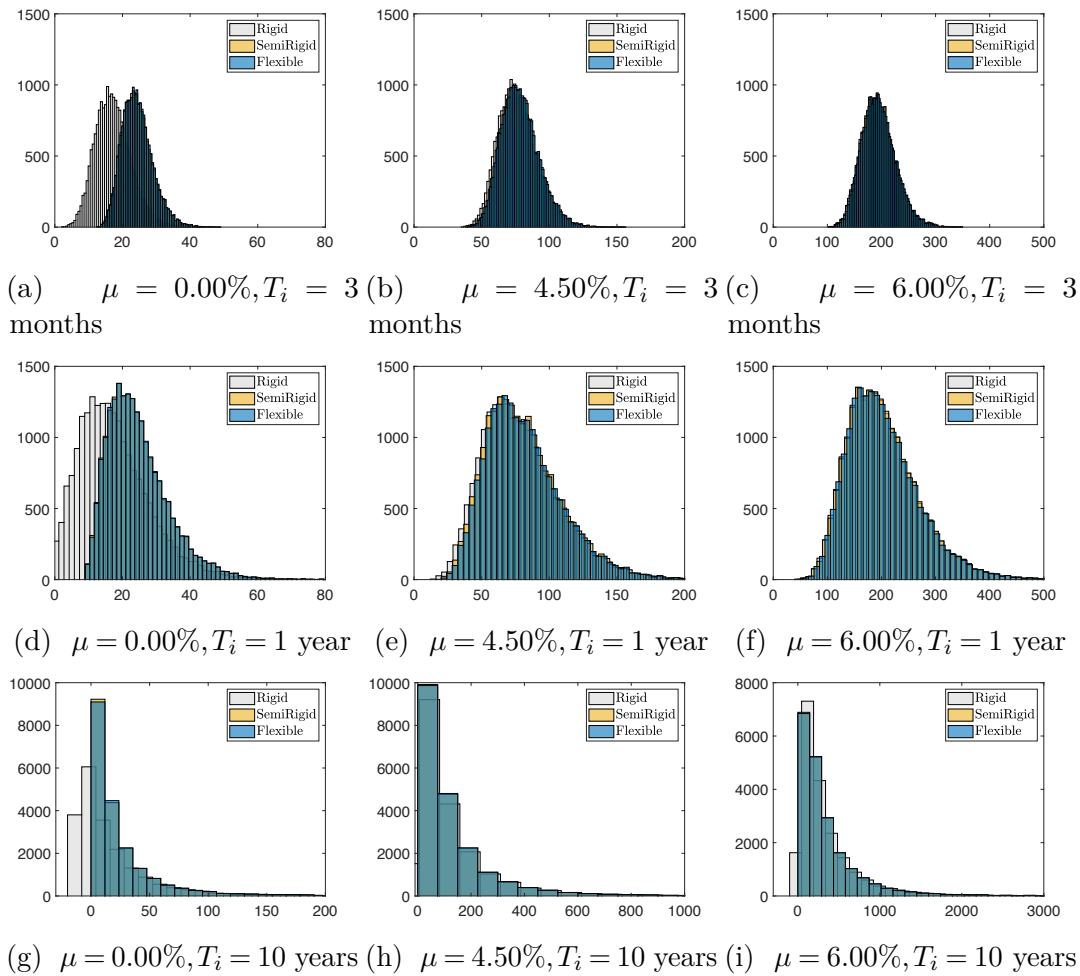 1500 1500 1500
Rigid Rigid Rigid
SemiRigid SemiRigid SemiRigid
Flexible Flexible Flexible
1000 1000 1000
500 500 500
0 0 0
0 20 40 60 80 0 50 100 150 200 0 100 200 300 400 500
(a) μ = 0.00%, T_i = 3 (b) μ = 4.50%, T_i = 3 (c) μ = 6.00%, T_i = 3
months months months
1500 1500 1500
Rigid Rigid Rigid
SemiRigid SemiRigid SemiRigid
Flexible Flexible Flexible
1000 1000 1000
500 500 500
0 0 0
0 20 40 60 80 0 50 100 150 200 0 100 200 300 400 500
(d) μ = 0.00%, T_i = 1 year (e) μ = 4.50%, T_i = 1 year (f) μ = 6.00%, T_i = 1 year
10000 10000 8000
Rigid Rigid Rigid
SemiRigid SemiRigid SemiRigid
8000 8000
Flexible Flexible Flexible
6000
6000 6000
4000
4000 4000
2000 2000 2000
0 0 0
0 50 100 150 200 0 200 400 600 800 1000 0 1000 2000 3000
(g) μ = 0.00%, T_i = 10 years (h) μ = 4.50%, T_i = 10 years (i) μ = 6.00%, T_i = 10 years